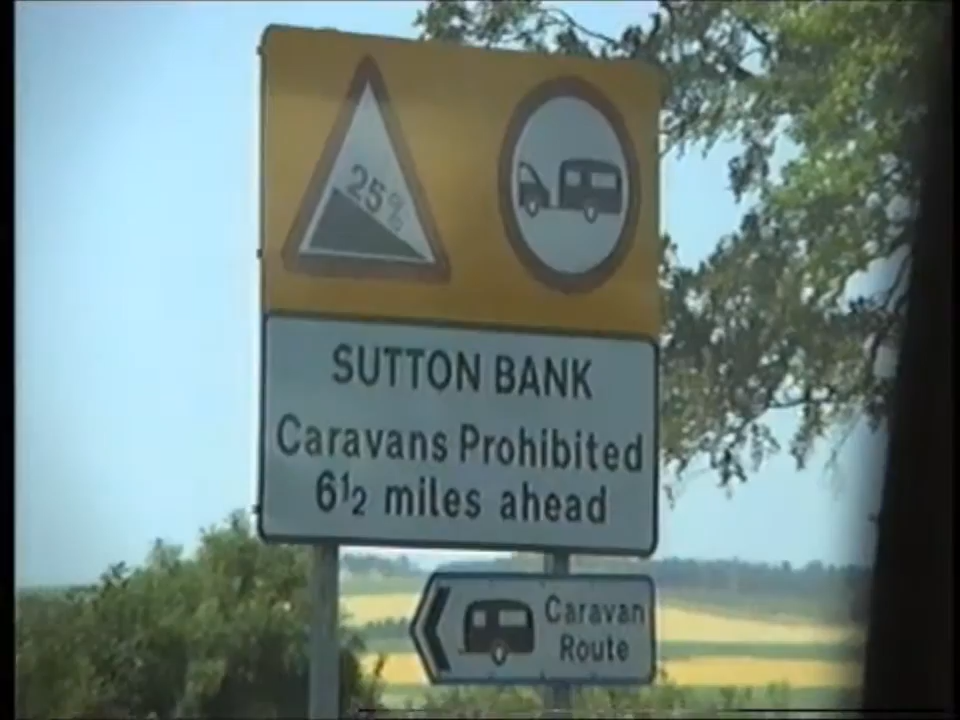 25%
SUTTON BANK
Caravans Prohibited
6½ miles ahead
Caravan
Route